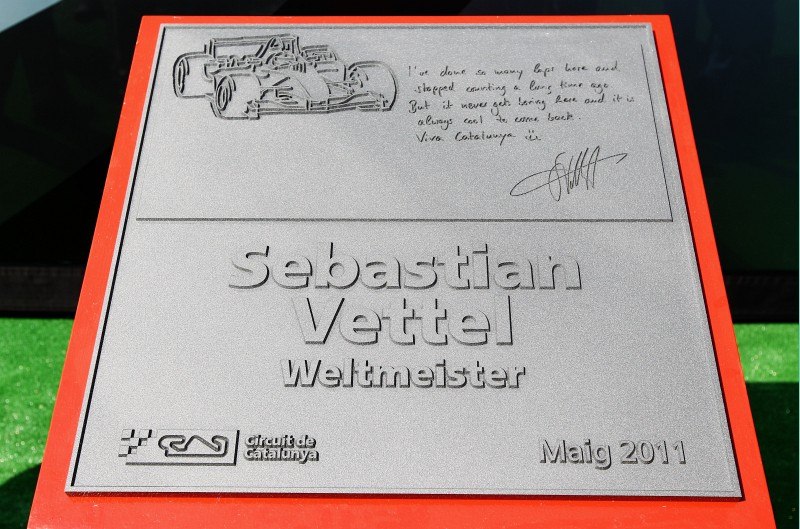 I've done so many laps here and
stopped counting a long time ago
But it never gets boring here and it is
always cool to come back.
Viva Catalunya
Sebastian
Vettel
Weltmeister
Circuit de
Catalunya
Maig 2011